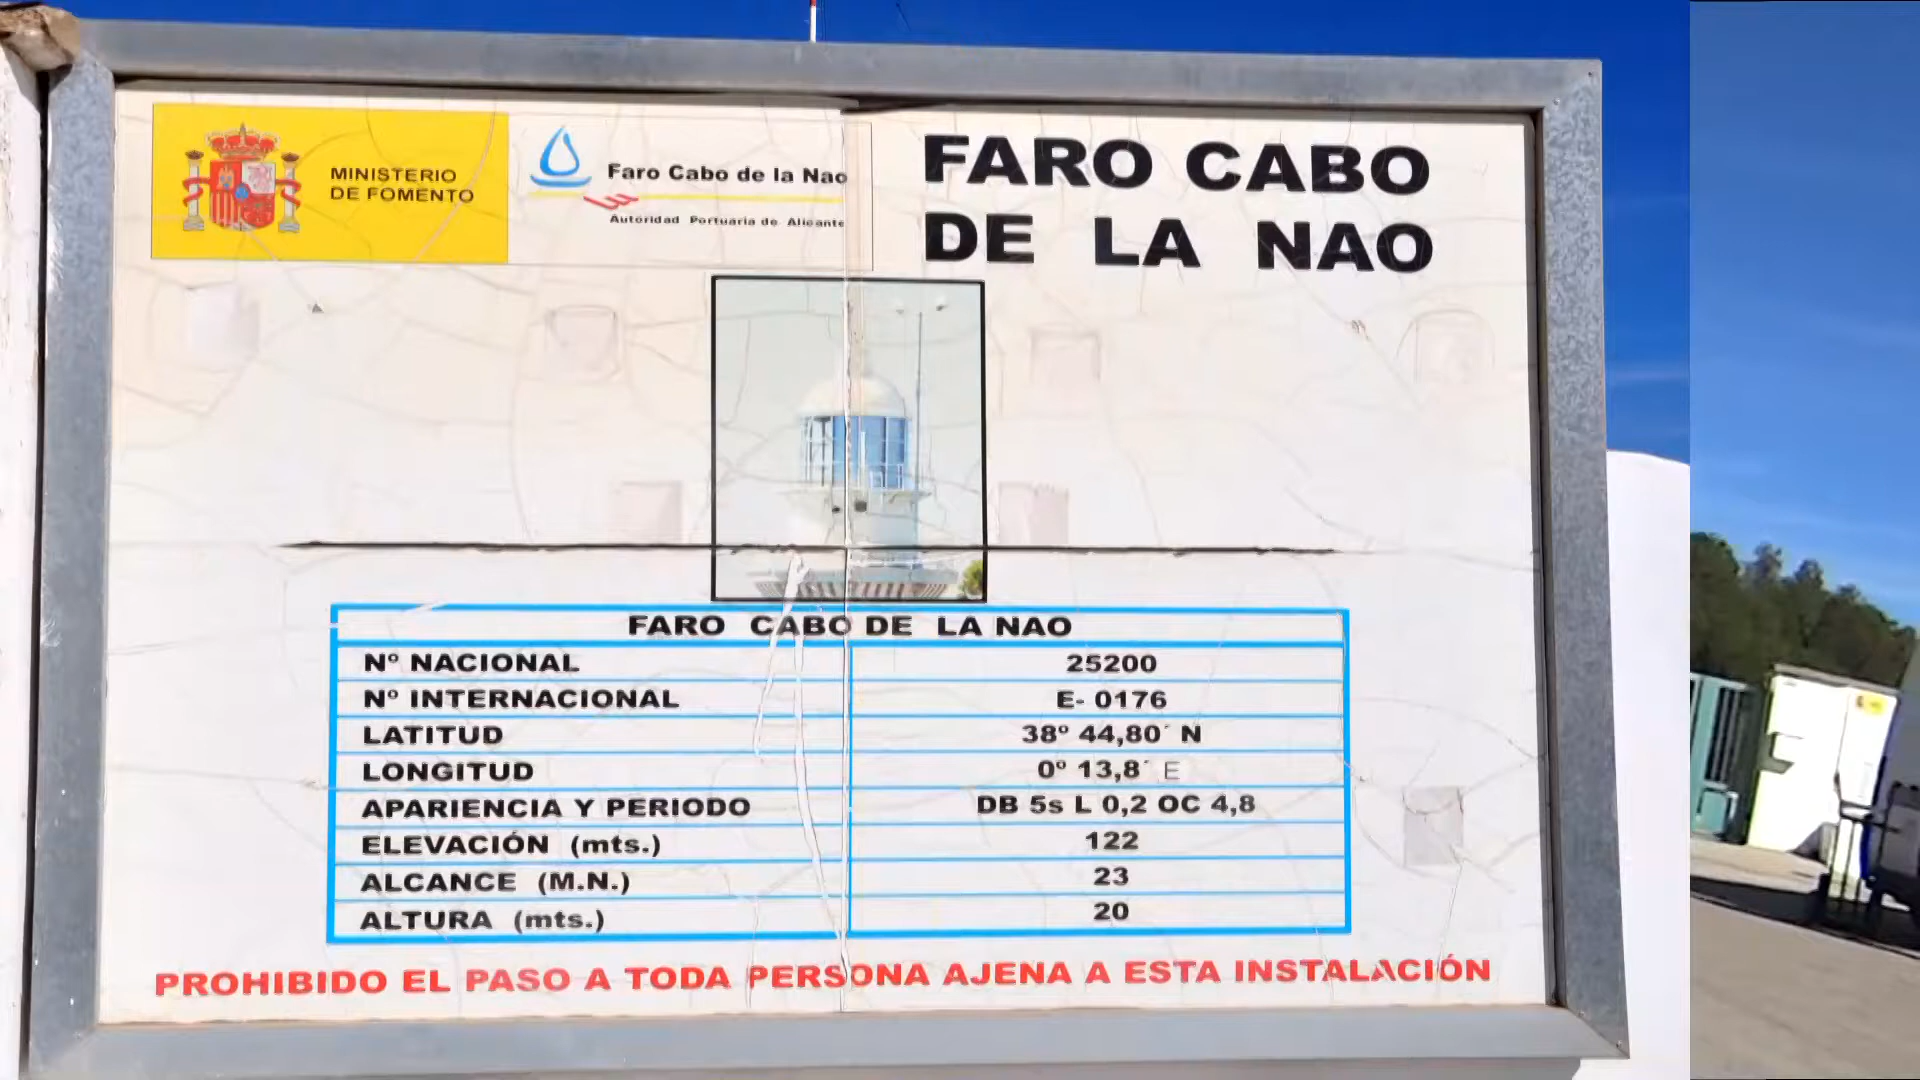 MINISTERIO
DE FOMENTO
Faro Cabo de la Nao
Autoridad Portuaria de Alicante
FARO CABO
DE LA NAO
FARO CABO DE LA NAO
Nº NACIONAL 25200
Nº INTERNACIONAL E- 0176
LATITUD 38º 44,80´ N
LONGITUD 0º 13,8´ E
APARIENCIA Y PERIODO DB 5s L 0,2 OC 4,8
ELEVACIÓN (mts.) 122
ALCANCE (M.N.) 23
ALTURA (mts.) 20
PROHIBIDO EL PASO A TODA PERSONA AJENA A ESTA INSTALACIÓN